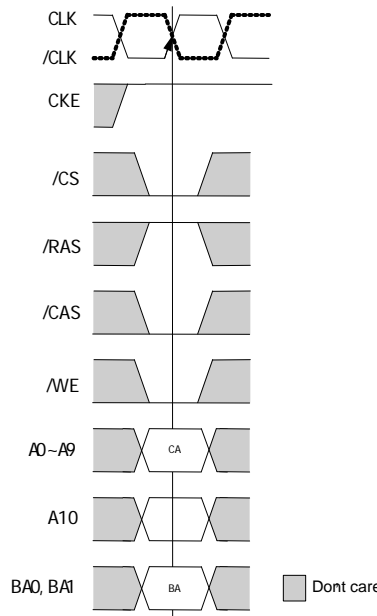 CLK
/CLK
CKE
/CS
/RAS
/CAS
/WE
A0~A9
CA
A10
BA0, BA1
BA
Dont care